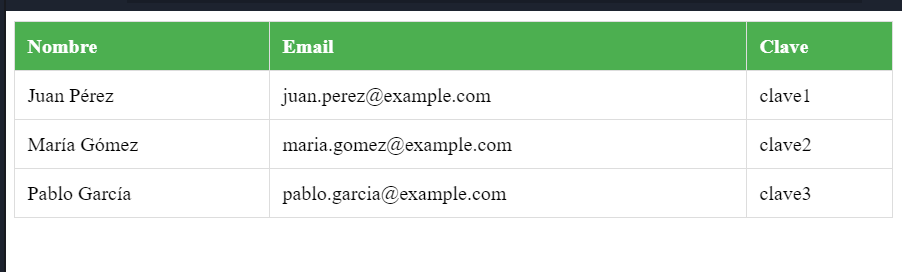 Nombre Email Clave
Juan Pérez juan.perez@example.com clave1
María Gómez maria.gomez@example.com clave2
Pablo García pablo.garcia@example.com clave3